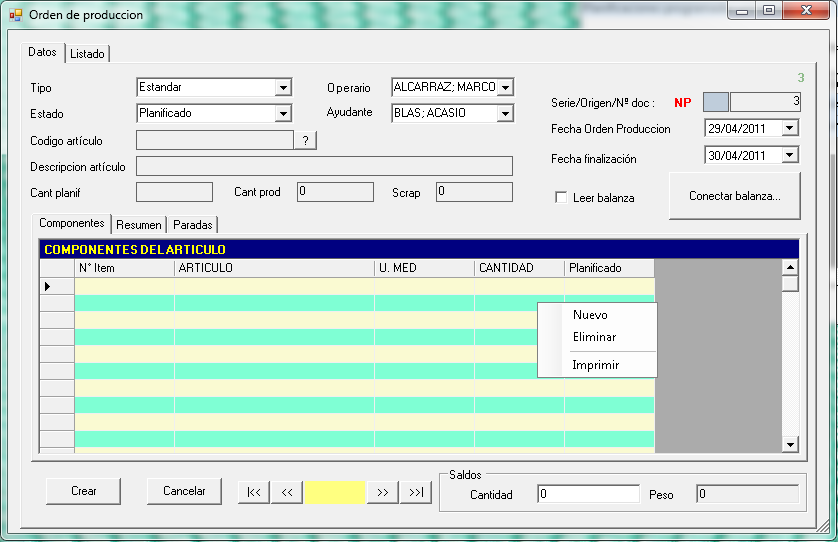 Orden de produccion
Datos
Listado
3
Tipo
Estandar
Operario
ALCARRAZ; MARCO
Serie/Origen/Nº doc :
NP
3
Estado
Planificado
Ayudante
BLAS; ACASIO
Fecha Orden Produccion
29/04/2011
Codigo artículo
?
Fecha finalización
30/04/2011
Descripcion artículo
Cant planif
Cant prod
0
Scrap
0
Leer balanza
Conectar balanza...
Componentes
Resumen
Paradas
COMPONENTES DEL ARTICULO
N° Item
ARTICULO
U. MED
CANTIDAD
Planificado
Nuevo
Eliminar
Imprimir
Crear
Cancelar
|<<
<<
>>
>>|
Saldos
Cantidad
0
Peso
0